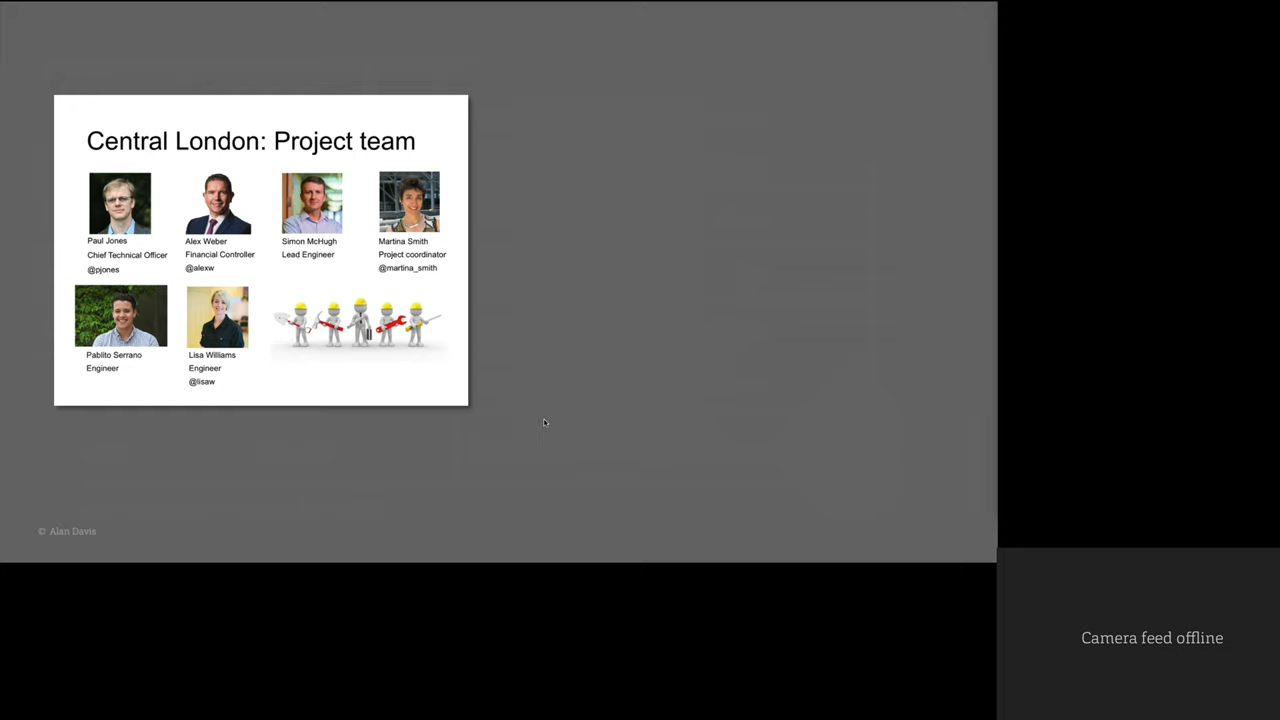 Central London: Project team
Paul Jones
Chief Technical Officer
@pjones
Alex Weber
Financial Controller
@alexw
Simon McHugh
Lead Engineer
Martina Smith
Project coordinator
@martina_smith
Pablito Serrano
Engineer
Lisa Williams
Engineer
@lisaw
© Alan Davis
Camera feed offline